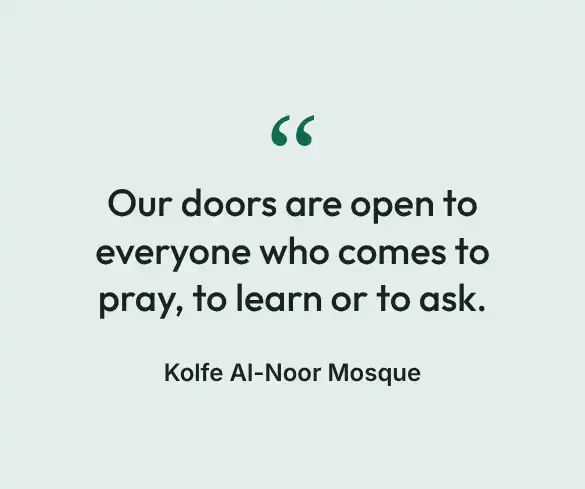 “
Our doors are open to
everyone who comes to
pray, to learn or to ask.
Kolfe Al-Noor Mosque